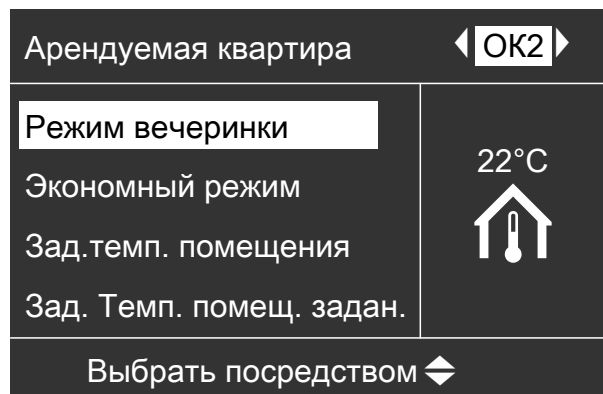 Арендуемая квартира ОК2
Режим вечеринки
Экономный режим
22°C
Зад.темп. помещения
Зад. Темп. помещ. задан.
Выбрать посредством